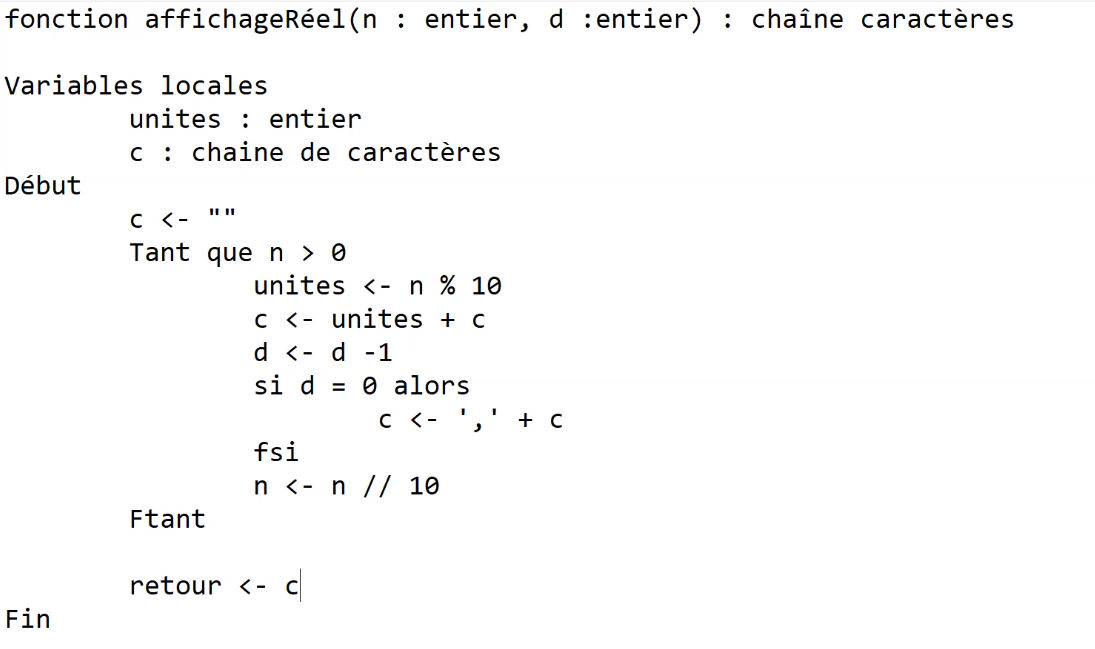 fonction affichageRéel(n : entier, d :entier) : chaîne caractères
Variables locales
unites : entier
c : chaine de caractères
Début
c <- ""
Tant que n > 0
unites <- n % 10
c <- unites + c
d <- d -1
si d = 0 alors
c <- ',' + c
fsi
n <- n // 10
Ftant
retour <- c
Fin